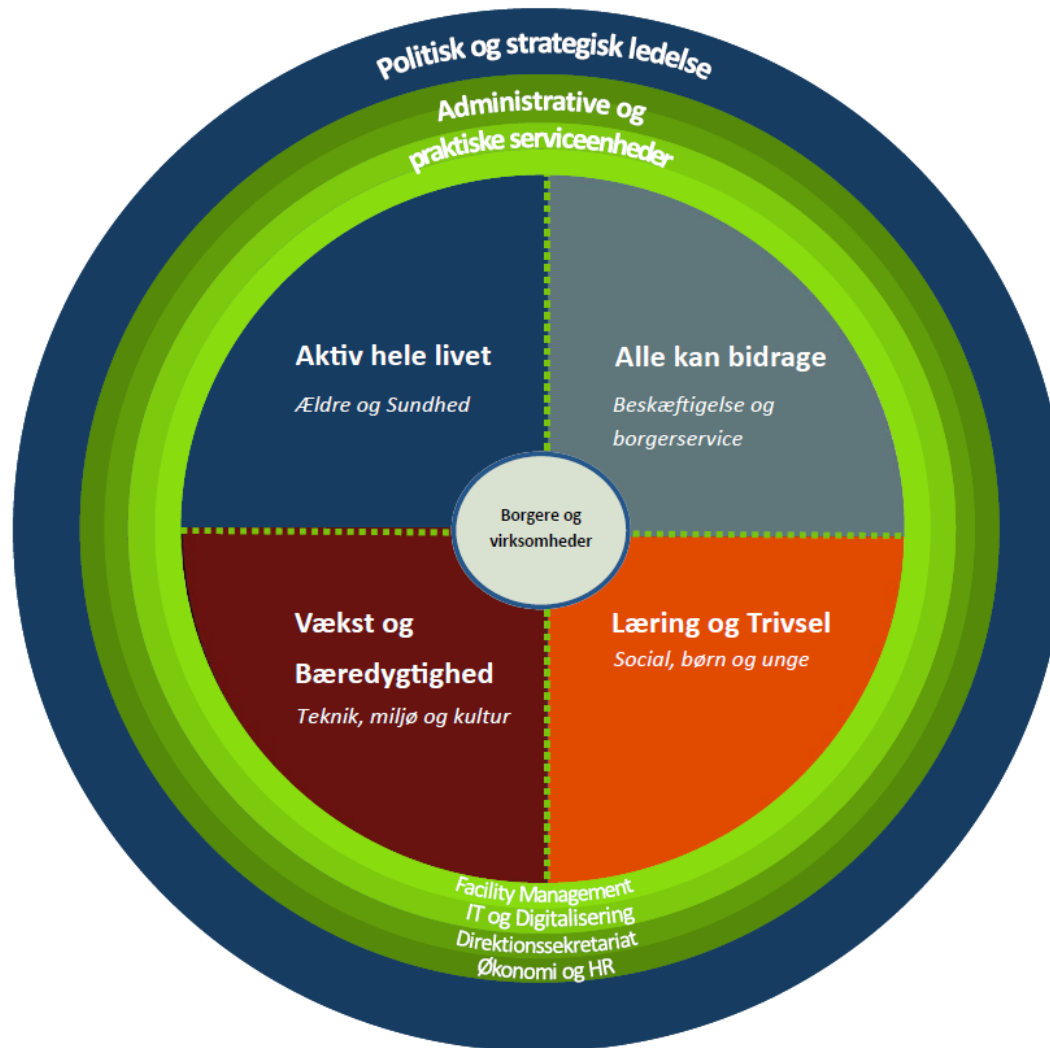 Politisk og strategisk ledelse
Administrative og
praktiske serviceenheder
Aktiv hele livet
Ældre og Sundhed
Alle kan bidrage
Beskæftigelse og
borgerservice
Borgere og
virksomheder
Vækst og
Bæredygtighed
Teknik, miljø og kultur
Læring og Trivsel
Social, børn og unge
Facility Management
IT og Digitalisering
Direktionssekretariat
Økonomi og HR